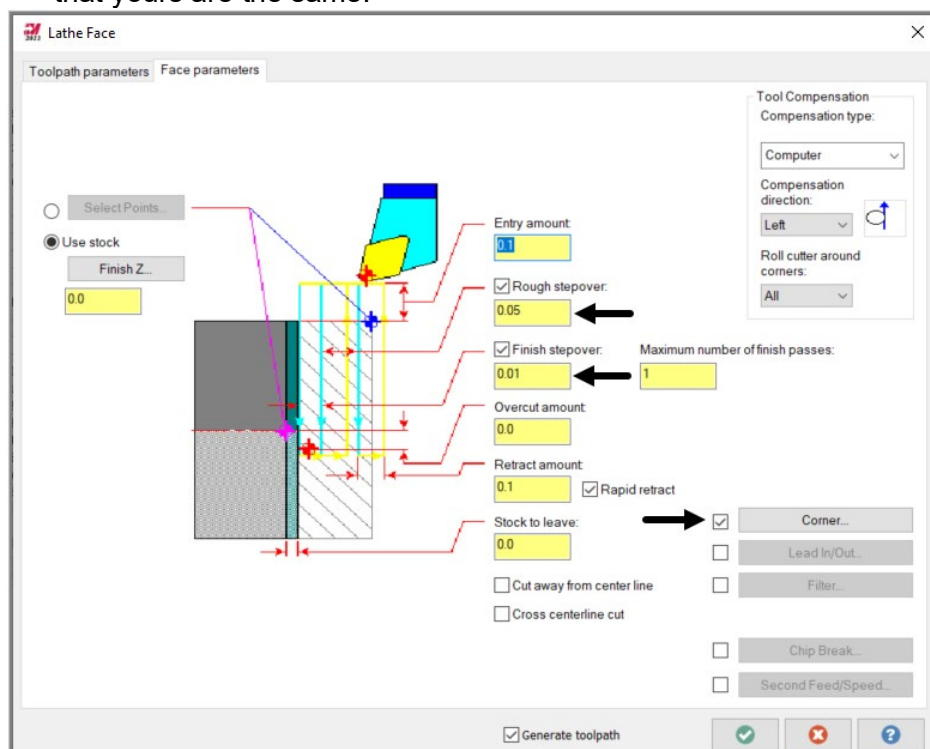 that yours are the same.
Lathe Face
Toolpath parameters Face parameters
Tool Compensation
Compensation type:
Computer
Compensation
direction:
Left
Roll cutter around
corners:
All
Select Points...
Use stock
Finish Z...
0.0
Entry amount:
0.1
Rough stepover:
0.05
Finish stepover: Maximum number of finish passes:
0.01 1
Overcut amount:
0.0
Retract amount:
0.1 Rapid retract
Stock to leave:
0.0
Corner...
Lead In/Out...
Filter...
Cut away from center line
Cross centerline cut
Chip Break...
Second Feed/Speed...
Generate toolpath